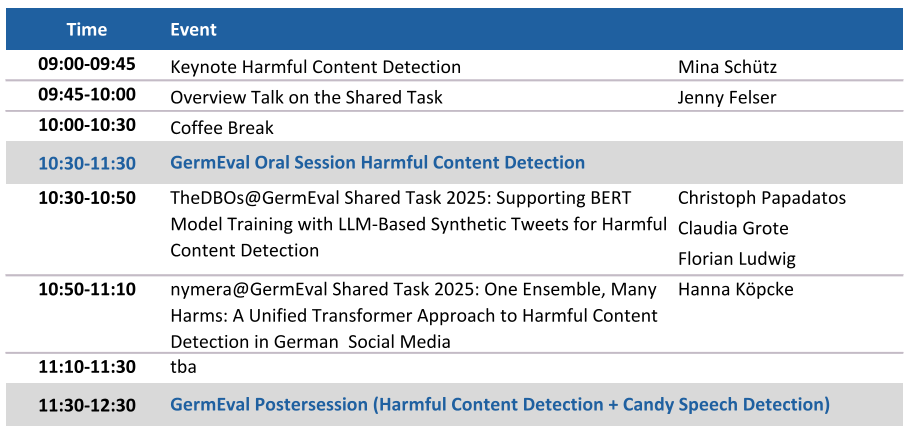 Time Event
09:00-09:45 Keynote Harmful Content Detection Mina Schütz
09:45-10:00 Overview Talk on the Shared Task Jenny Felser
10:00-10:30 Coffee Break
10:30-11:30 GermEval Oral Session Harmful Content Detection
10:30-10:50 TheDBOs@GermEval Shared Task 2025: Supporting BERT Christoph Papadatos
Model Training with LLM-Based Synthetic Tweets for Harmful Claudia Grote
Content Detection Florian Ludwig
10:50-11:10 nymera@GermEval Shared Task 2025: One Ensemble, Many Hanna Köpcke
Harms: A Unified Transformer Approach to Harmful Content
Detection in German  Social Media
11:10-11:30 tba
11:30-12:30 GermEval Postersession (Harmful Content Detection + Candy Speech Detection)